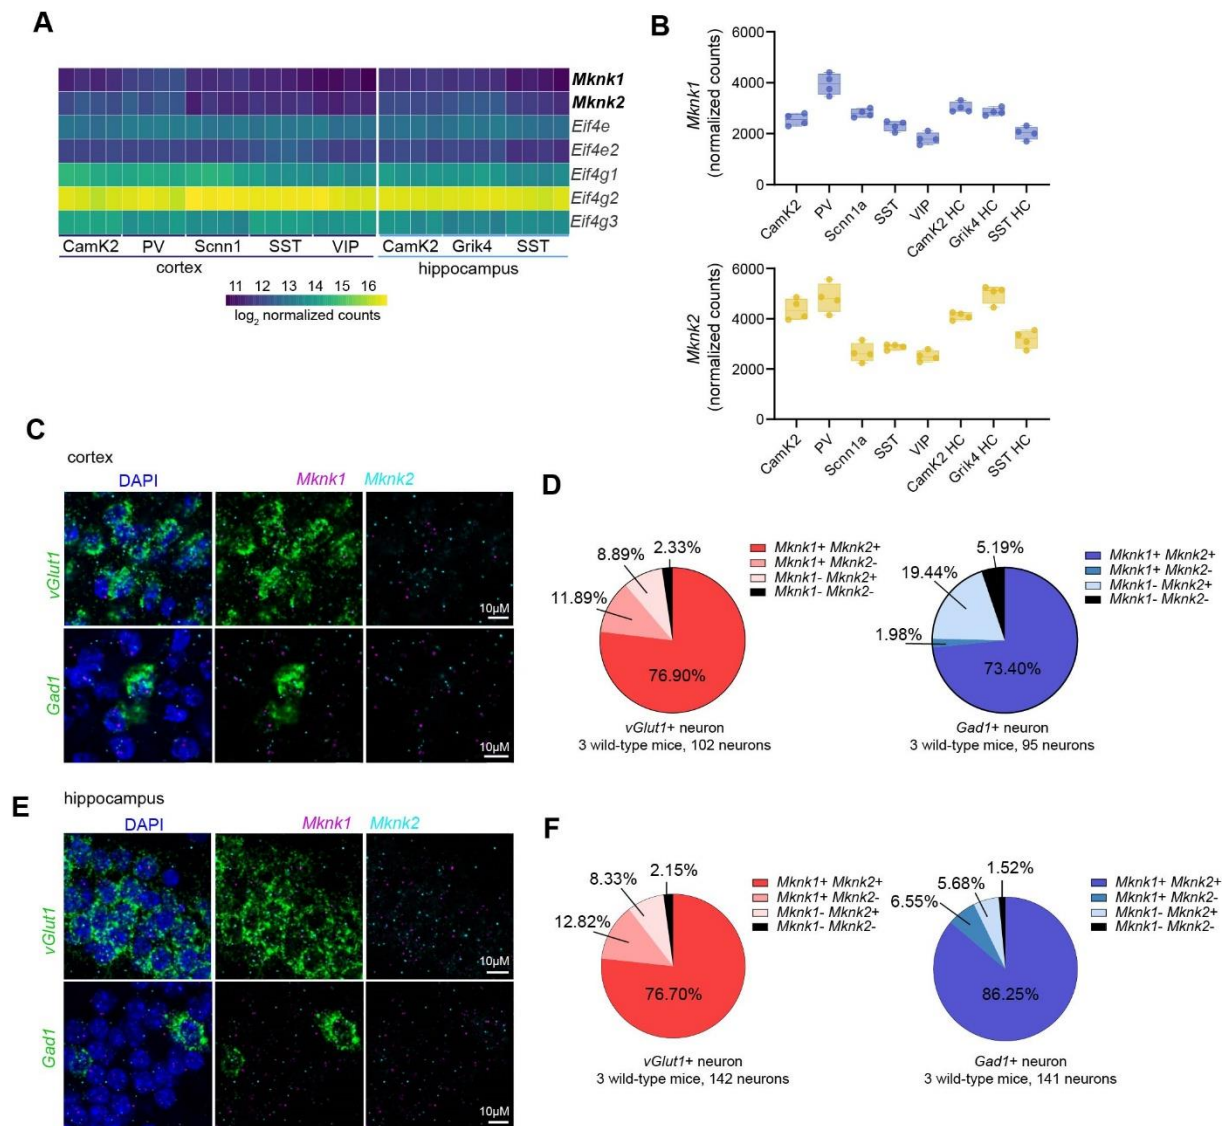 A
Mknk1
Mknk2
Eif4e
Eif4e2
Eif4g1
Eif4g2
Eif4g3
CamK2 PV Scnn1 SST VIP CamK2 Grik4 SST
cortex hippocampus
11 12 13 14 15 16
log2 normalized counts
B
Mknk1
(normalized counts)
6000
4000
2000
0
CamK2 PV Scnn1a SST VIP CamK2 HC Grik4 HC SST HC
Mknk2
(normalized counts)
6000
4000
2000
0
CamK2 PV Scnn1a SST VIP CamK2 HC Grik4 HC SST HC
C
cortex
DAPI Mknk1 Mknk2
vGlut1
10µM
Gad1
10µM
D
8.89% 2.33%
11.89%
76.90%
Mknk1+ Mknk2+
Mknk1+ Mknk2-
Mknk1- Mknk2+
Mknk1- Mknk2-
vGlut1+ neuron
3 wild-type mice, 102 neurons
5.19%
19.44%
1.98%
73.40%
Mknk1+ Mknk2+
Mknk1+ Mknk2-
Mknk1- Mknk2+
Mknk1- Mknk2-
Gad1+ neuron
3 wild-type mice, 95 neurons
E
hippocampus
DAPI Mknk1 Mknk2
vGlut1
10µM
Gad1
10µM
F
8.33% 2.15%
12.82%
76.70%
Mknk1+ Mknk2+
Mknk1+ Mknk2-
Mknk1- Mknk2+
Mknk1- Mknk2-
vGlut1+ neuron
3 wild-type mice, 142 neurons
1.52%
5.68%
6.55%
86.25%
Mknk1+ Mknk2+
Mknk1+ Mknk2-
Mknk1- Mknk2+
Mknk1- Mknk2-
Gad1+ neuron
3 wild-type mice, 141 neurons